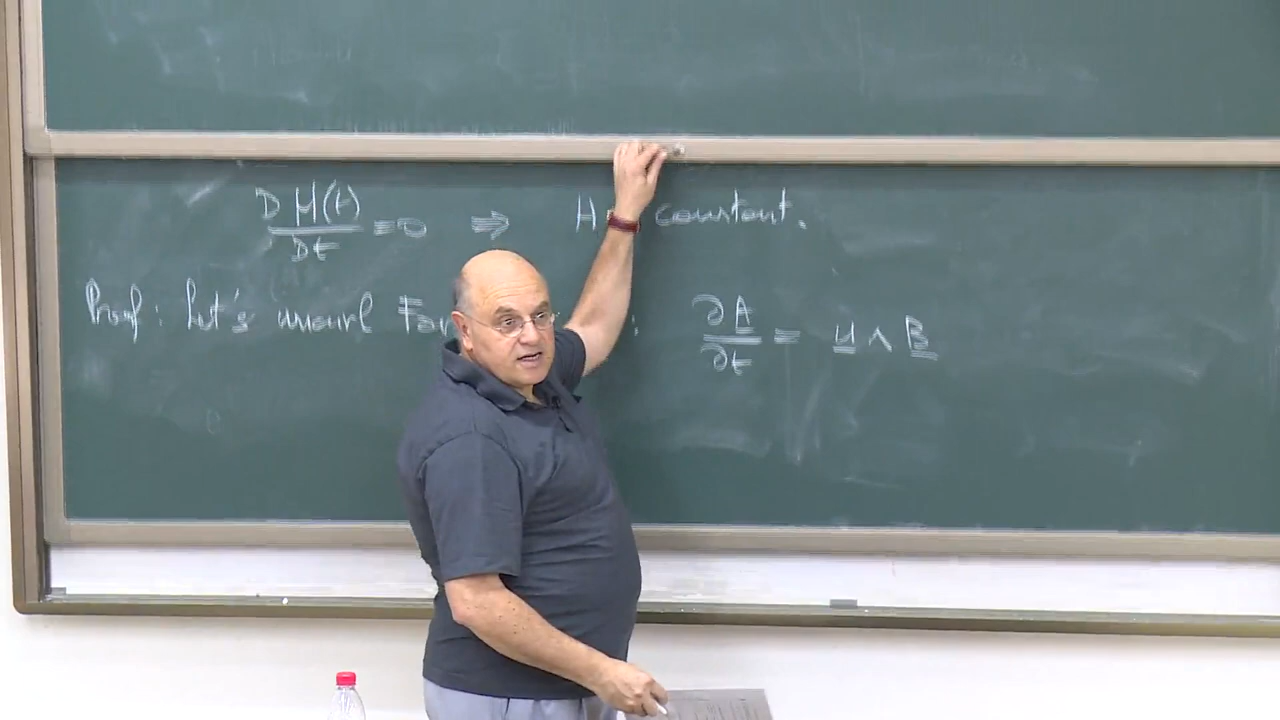 D H(t) / Dt = 0 ⇒ H constant.
Proof: Let's uncurl : ∂A / ∂t = u ∧ B